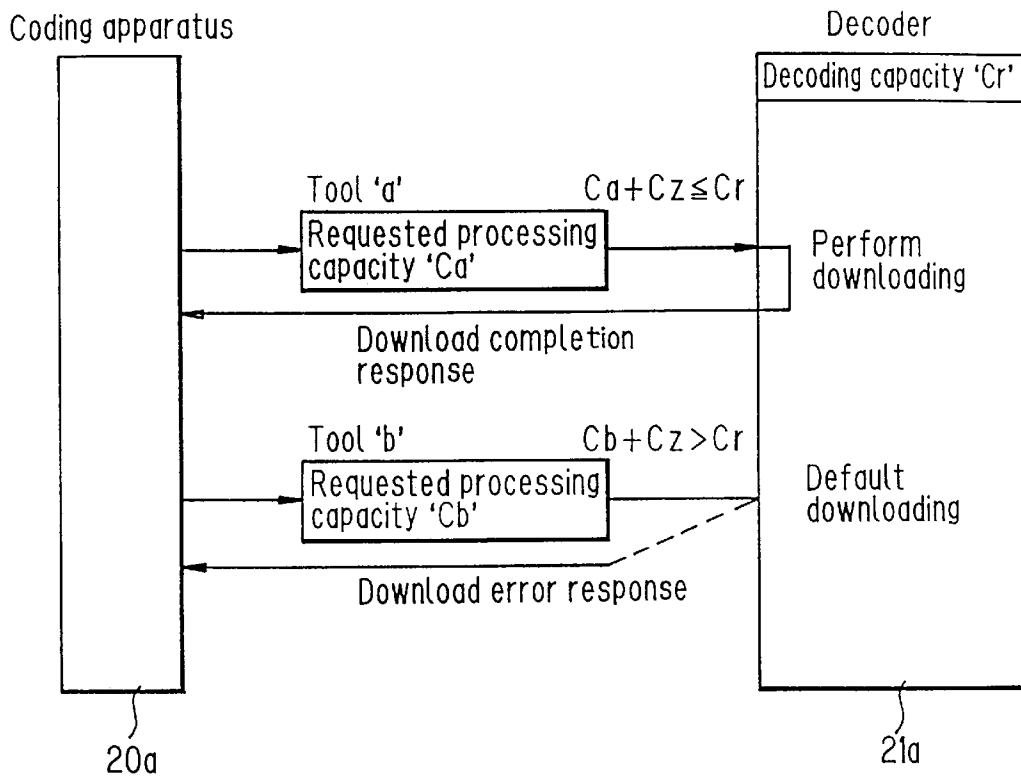 Coding apparatus
Decoder
Decoding capacity ‘Cr’
Tool ‘a’
Ca+Cz≦Cr
Requested processing
capacity ‘Ca’
Perform
downloading
Download completion
response
Tool ‘b’
Cb+Cz>Cr
Requested processing
capacity ‘Cb’
Default
downloading
Download error response
20a
21a